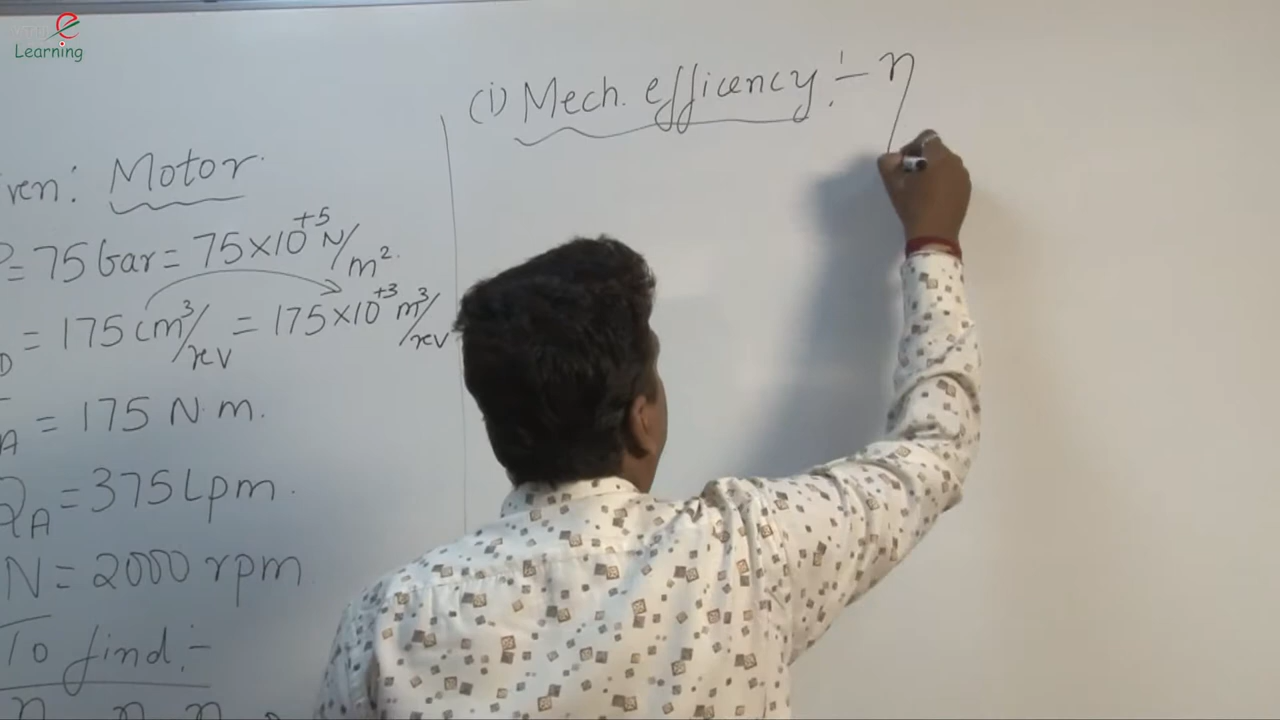 e
Learning
(i) Mech. efficency :- η
ven: Motor.
P = 75 bar = 75×10⁺⁵ N/m².
D = 175 cm³/rev = 175×10⁺³ m³/rev
A = 175 N·m.
QA = 375 Lpm.
N = 2000 rpm
To find :-
η η η